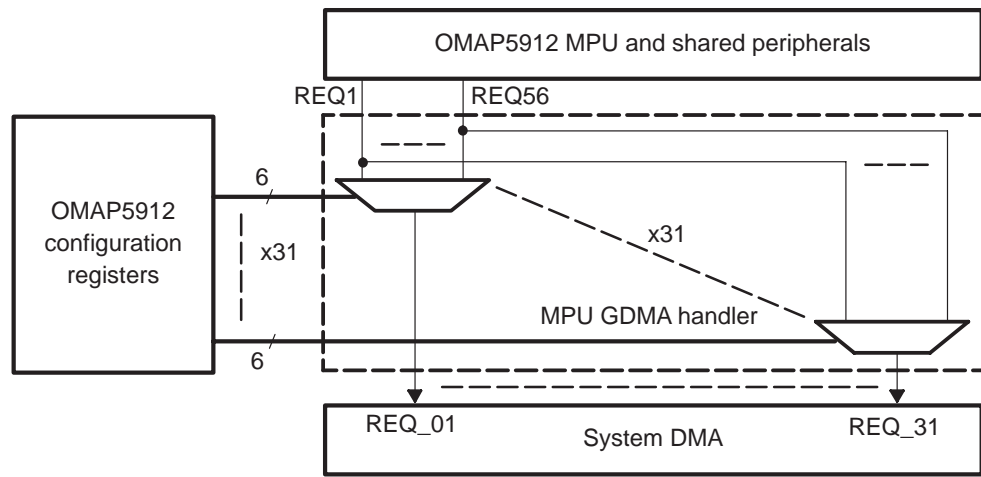 OMAP5912 MPU and shared peripherals
REQ1
REQ56
6
OMAP5912
configuration
registers
x31
x31
MPU GDMA handler
6
REQ_01
REQ_31
System DMA